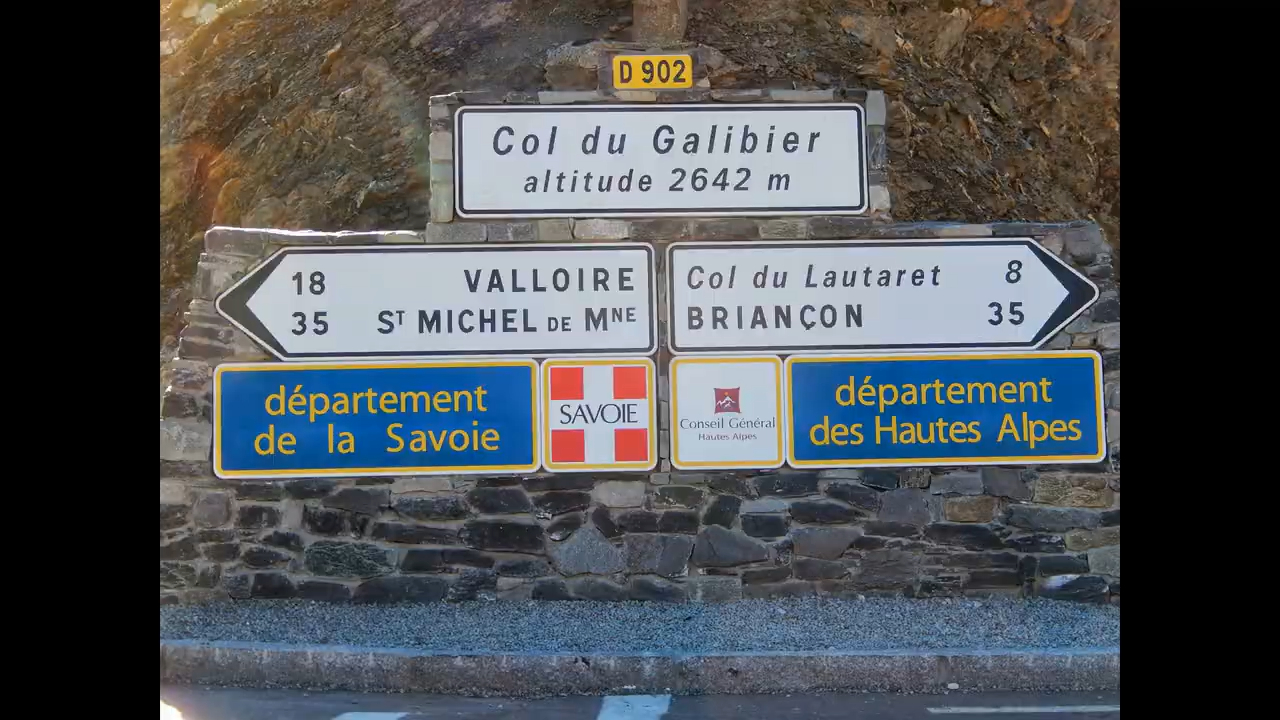 D 902
Col du Galibier
altitude 2642 m
18 VALLOIRE
35 Sᵀ MICHEL DE Mᴺᴱ
Col du Lautaret 8
BRIANÇON 35
département
de la Savoie
SAVOIE
Conseil Général
Hautes Alpes
département
des Hautes Alpes